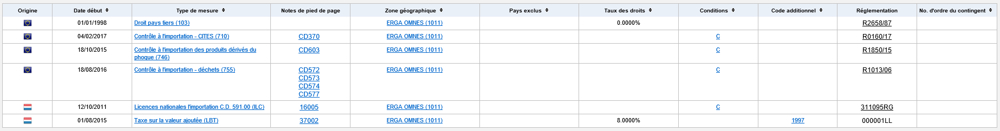 Origine Date début Type de mesure Notes de pied de page Zone géographique Pays exclus Taux des droits Conditions Code additionnel Réglementation No. d'ordre du contingent
01/01/1998 Droit pays tiers (103) ERGA OMNES (1011) 0.0000% R2658/87
04/02/2017 Contrôle à l'importation - CITES (710) CD370 ERGA OMNES (1011) C R0160/17
18/10/2015 Contrôle à l'importation des produits dérivés du CD603 ERGA OMNES (1011) C R1850/15
phoque (746)
18/08/2016 Contrôle à l'importation - déchets (755) CD572 ERGA OMNES (1011) C R1013/06
CD573
CD574
CD577
12/10/2011 Licences nationales l'importation C.D. 591.00 (ILC) 16005 ERGA OMNES (1011) C 311095RG
01/08/2015 Taxe sur la valeur ajoutée (LBT) 37002 ERGA OMNES (1011) 8.0000% 1997 000001LL